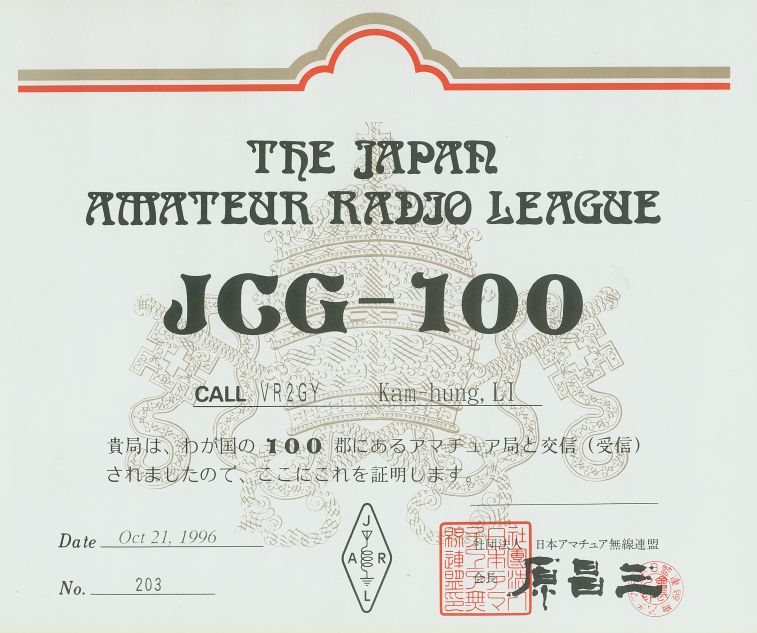 THE JAPAN
AMATEUR RADIO LEAGUE
JCG-100
CALL VR2GY Kam-hung, LI
貴局は、わが国の 100 郡にあるアマチュア局と交信(受信)
されましたので、ここにこれを証明します。
Date Oct 21, 1996
No. 203
J
A R
L
社団法人 日本アマチュア無線連盟
会長 原昌三